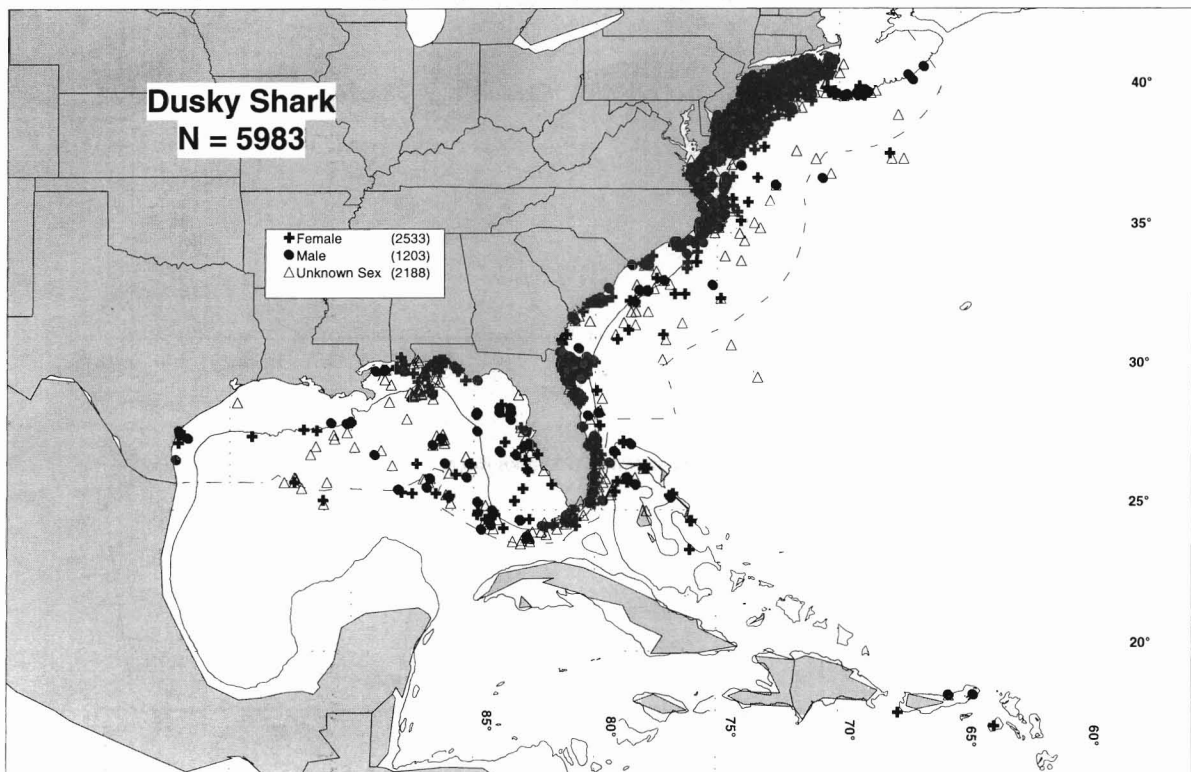 Dusky Shark
N = 5983
Female (2533)
Male (1203)
Unknown Sex (2188)
40°
35°
30°
25°
20°
85°
80°
75°
70°
65°
60°